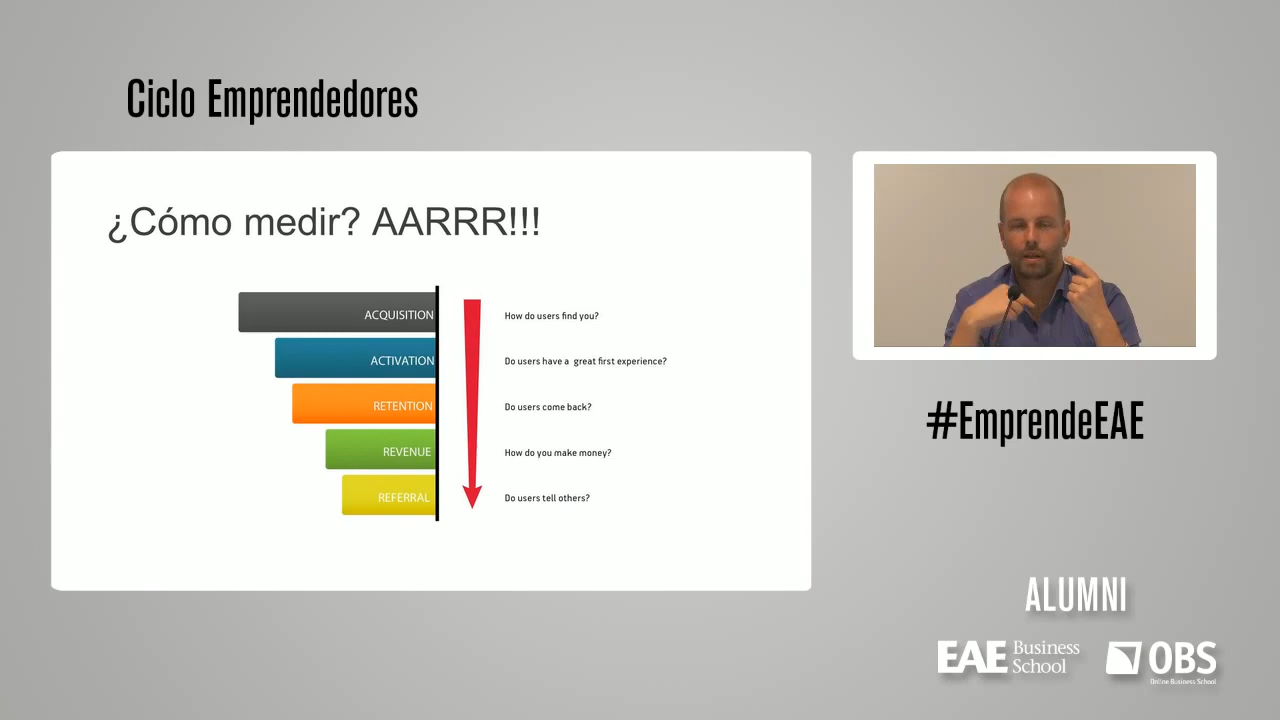 Ciclo Emprendedores
¿Cómo medir? AARRR!!!
ACQUISITION
How do users find you?
ACTIVATION
Do users have a great first experience?
RETENTION
Do users come back?
REVENUE
How do you make money?
REFERRAL
Do users tell others?
#EmprendeEAE
ALUMNI
EAE Business School
OBS
Online Business School